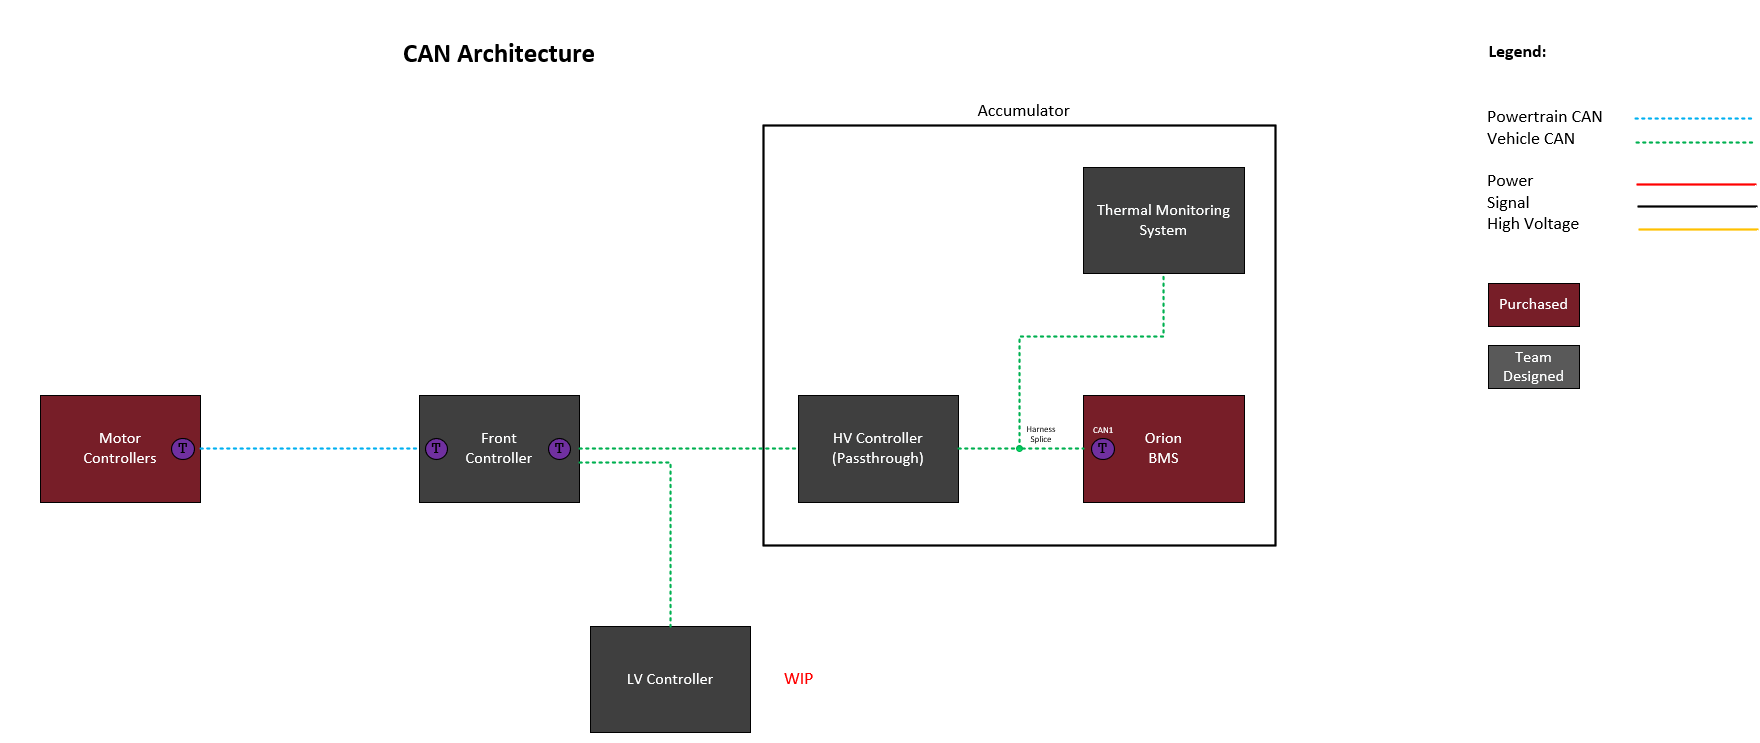 CAN Architecture
Legend:
Accumulator
Powertrain CAN
Vehicle CAN
Power
Signal
High Voltage
Thermal Monitoring
System
Purchased
Team
Designed
Motor
Controllers
T
T
Front
Controller
T
HV Controller
(Passthrough)
Harness
Splice
CAN1
T
Orion
BMS
LV Controller
WIP